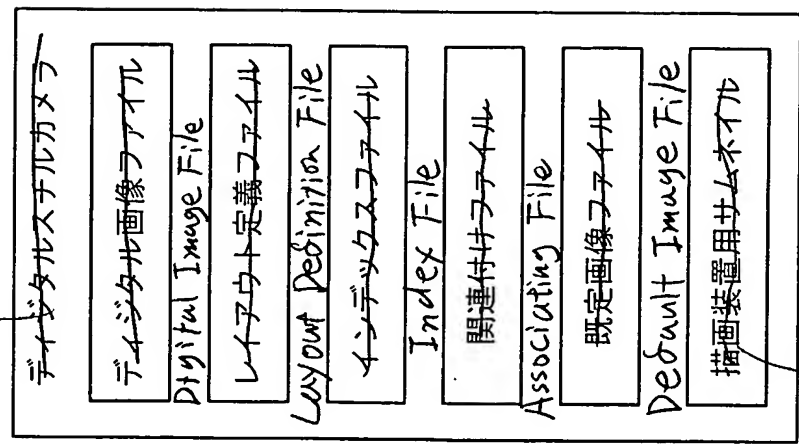 ディジタルスチルカメラ
ディジタル画像ファイル
Digital Image File
レイアウト定義ファイル
Layout Definition File
インデックスファイル
Index File
関連付けファイル
Associating File
既定画像ファイル
Default Image File
描画装置用サムネイル